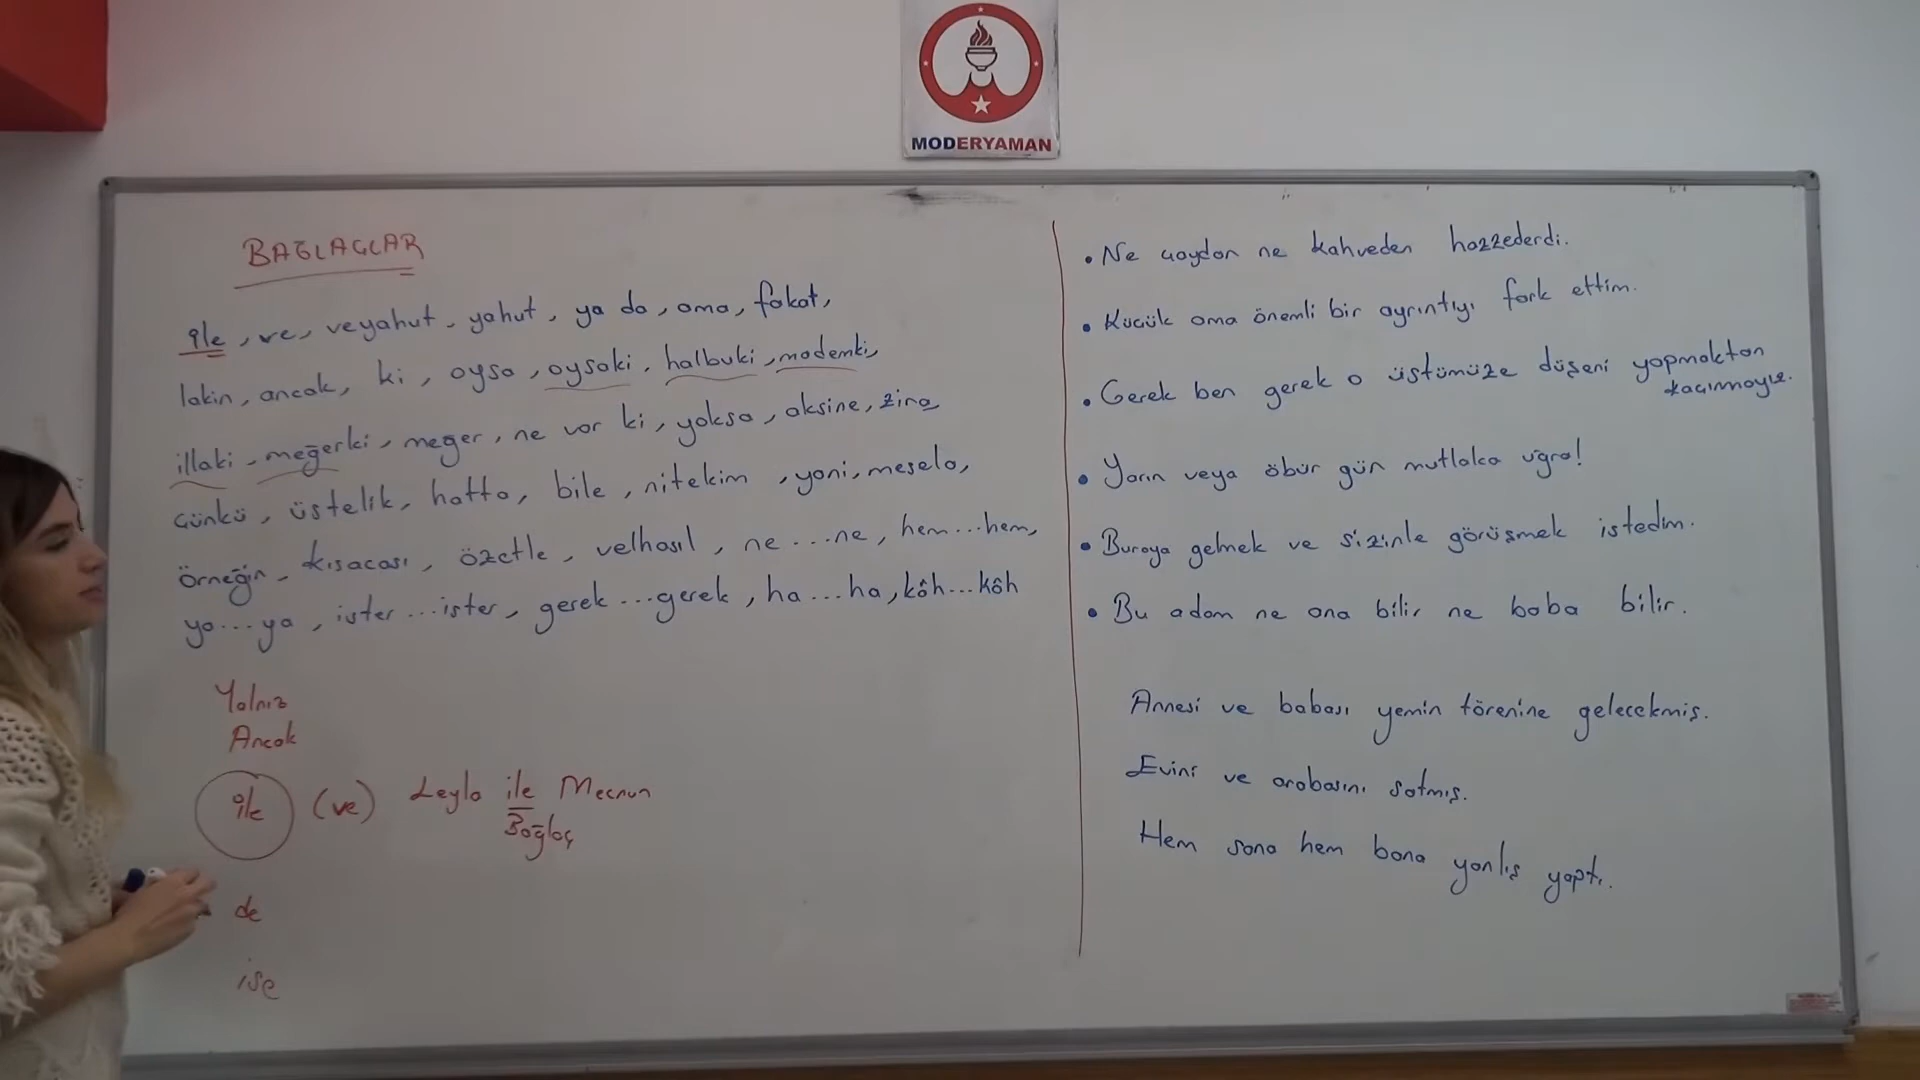 MODERYAMAN
BAĞLAÇLAR
ile, ve, veyahut, yahut, ya da, ama, fakat,
lakin, ancak, ki, oysa, oysaki, halbuki, mademki,
illaki, meğerki, meğer, ne var ki, yoksa, aksine, zira,
çünkü, üstelik, hatta, bile, nitekim, yani, mesela,
örneğin, kısacası, özetle, velhasıl, ne...ne, hem...hem,
ya...ya, ister...ister, gerek...gerek, ha...ha, kâh...kâh
Yalnız
Ancak
ile (ve) Leyla ile Mecnun
Bağlaç
de
ise
• Ne çaydan ne kahveden hazzederdi.
• Küçük ama önemli bir ayrıntıyı fark ettim.
• Gerek ben gerek o üstümüze düşeni yapmaktan
kaçınmayız.
• Yarın veya öbür gün mutlaka uğra!
• Buraya gelmek ve sizinle görüşmek istedim.
• Bu adam ne ana bilir ne baba bilir.
Annesi ve babası yemin törenine gelecekmiş.
Evini ve arabasını satmış.
Hem sana hem bana yanlış yaptı.